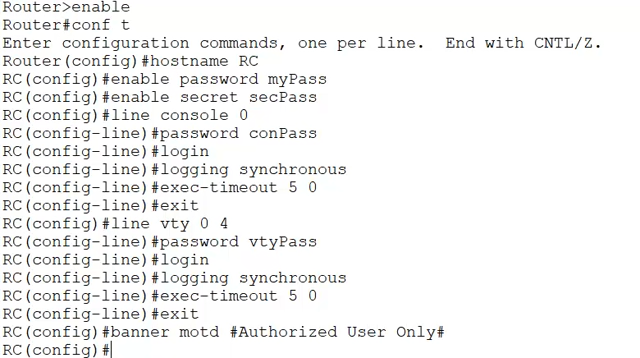 Router>enable
Router#conf t
Enter configuration commands, one per line.  End with CNTL/Z.
Router(config)#hostname RC
RC(config)#enable password myPass
RC(config)#enable secret secPass
RC(config)#line console 0
RC(config-line)#password conPass
RC(config-line)#login
RC(config-line)#logging synchronous
RC(config-line)#exec-timeout 5 0
RC(config-line)#exit
RC(config)#line vty 0 4
RC(config-line)#password vtyPass
RC(config-line)#login
RC(config-line)#logging synchronous
RC(config-line)#exec-timeout 5 0
RC(config-line)#exit
RC(config)#banner motd #Authorized User Only#
RC(config)#